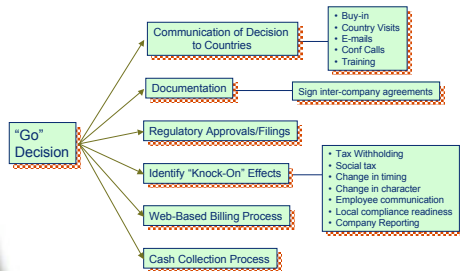 "Go"
Decision
Communication of Decision
to Countries
• Buy-in
• Country Visits
• E-mails
• Conf Calls
• Training
Documentation
Sign inter-company agreements
Regulatory Approvals/Filings
Identify "Knock-On" Effects
• Tax Withholding
• Social tax
• Change in timing
• Change in character
• Employee communication
• Local compliance readiness
• Company Reporting
Web-Based Billing Process
Cash Collection Process